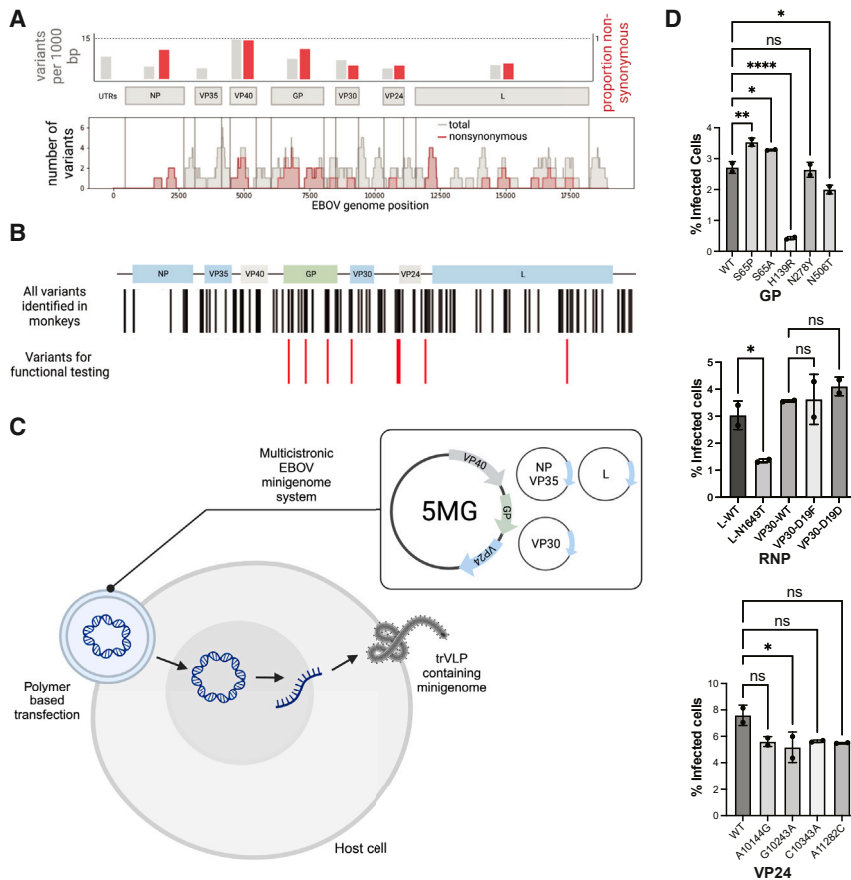 A
variants
per 1000
bp
15
1
proportion non-
synonymous
UTRs
NP
VP35
VP40
GP
VP30
VP24
L
number of
variants
6
4
2
0
total
nonsynonymous
0
2500
5000
7500
10000
12500
15000
17500
EBOV genome position
B
NP
VP35
VP40
GP
VP30
VP24
L
All variants
identified in
monkeys
Variants for
functional testing
C
Multicistronic
EBOV
minigenome
system
VP40
GP
VP24
5MG
NP
VP35
L
VP30
Polymer
based
transfection
trVLP
containing
minigenome
Host cell
D
*
ns
****
*
**
% Infected Cells
4
3
2
1
0
WT
S65P
S65A
H139R
N278Y
N506T
GP
ns
*
ns
% Infected cells
5
4
3
2
1
0
L-WT
L-N1649T
VP30-WT
VP30-D19F
VP30-D19D
RNP
ns
ns
*
ns
% Infected cells
10
8
6
4
2
0
WT
A10144G
G10243A
C10343A
A11282C
VP24